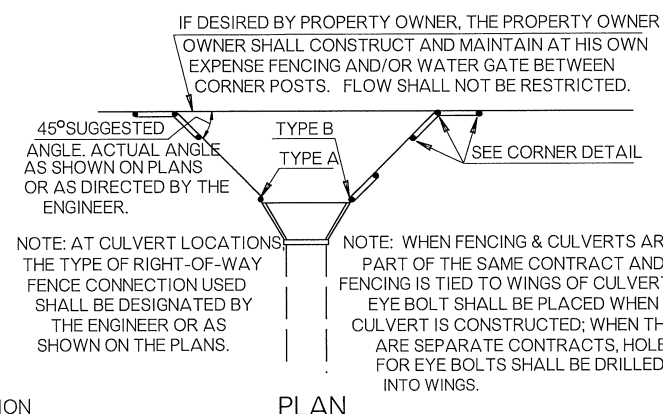 IF DESIRED BY PROPERTY OWNER, THE PROPERTY OWNER
OWNER SHALL CONSTRUCT AND MAINTAIN AT HIS OWN
EXPENSE FENCING AND/OR WATER GATE BETWEEN
CORNER POSTS. FLOW SHALL NOT BE RESTRICTED.
45° SUGGESTED
ANGLE. ACTUAL ANGLE
AS SHOWN ON PLANS
OR AS DIRECTED BY THE
ENGINEER.
TYPE B
TYPE A
SEE CORNER DETAIL
NOTE: AT CULVERT LOCATIONS,
THE TYPE OF RIGHT-OF-WAY
FENCE CONNECTION USED
SHALL BE DESIGNATED BY
THE ENGINEER OR AS
SHOWN ON THE PLANS.
NOTE: WHEN FENCING & CULVERTS AR
PART OF THE SAME CONTRACT AND
FENCING IS TIED TO WINGS OF CULVERT
EYE BOLT SHALL BE PLACED WHEN
CULVERT IS CONSTRUCTED; WHEN TH
ARE SEPARATE CONTRACTS, HOLE
FOR EYE BOLTS SHALL BE DRILLED
INTO WINGS.
ION
PLAN